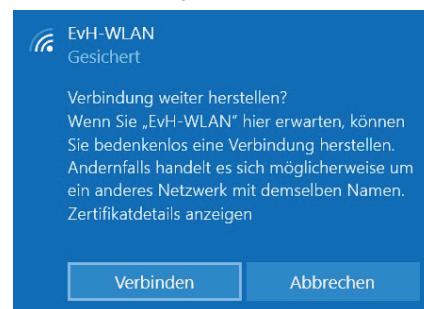 EvH-WLAN
Gesichert
Verbindung weiter herstellen?
Wenn Sie „EvH-WLAN“ hier erwarten, können
Sie bedenkenlos eine Verbindung herstellen.
Andernfalls handelt es sich möglicherweise um
ein anderes Netzwerk mit demselben Namen.
Zertifikatdetails anzeigen
Verbinden
Abbrechen